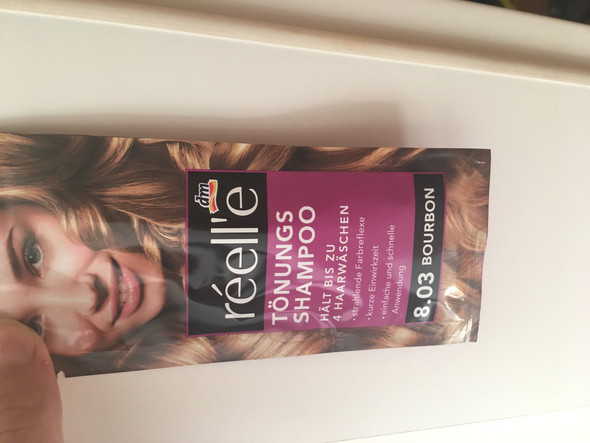 dm
réell'e
TÖNUNGS
SHAMPOO
HÄLT BIS ZU
4 HAARWÄSCHEN
• strahlende Farbreflexe
• kurze Einwirkzeit
• einfache und schnelle
Anwendung
8.03 BOURBON